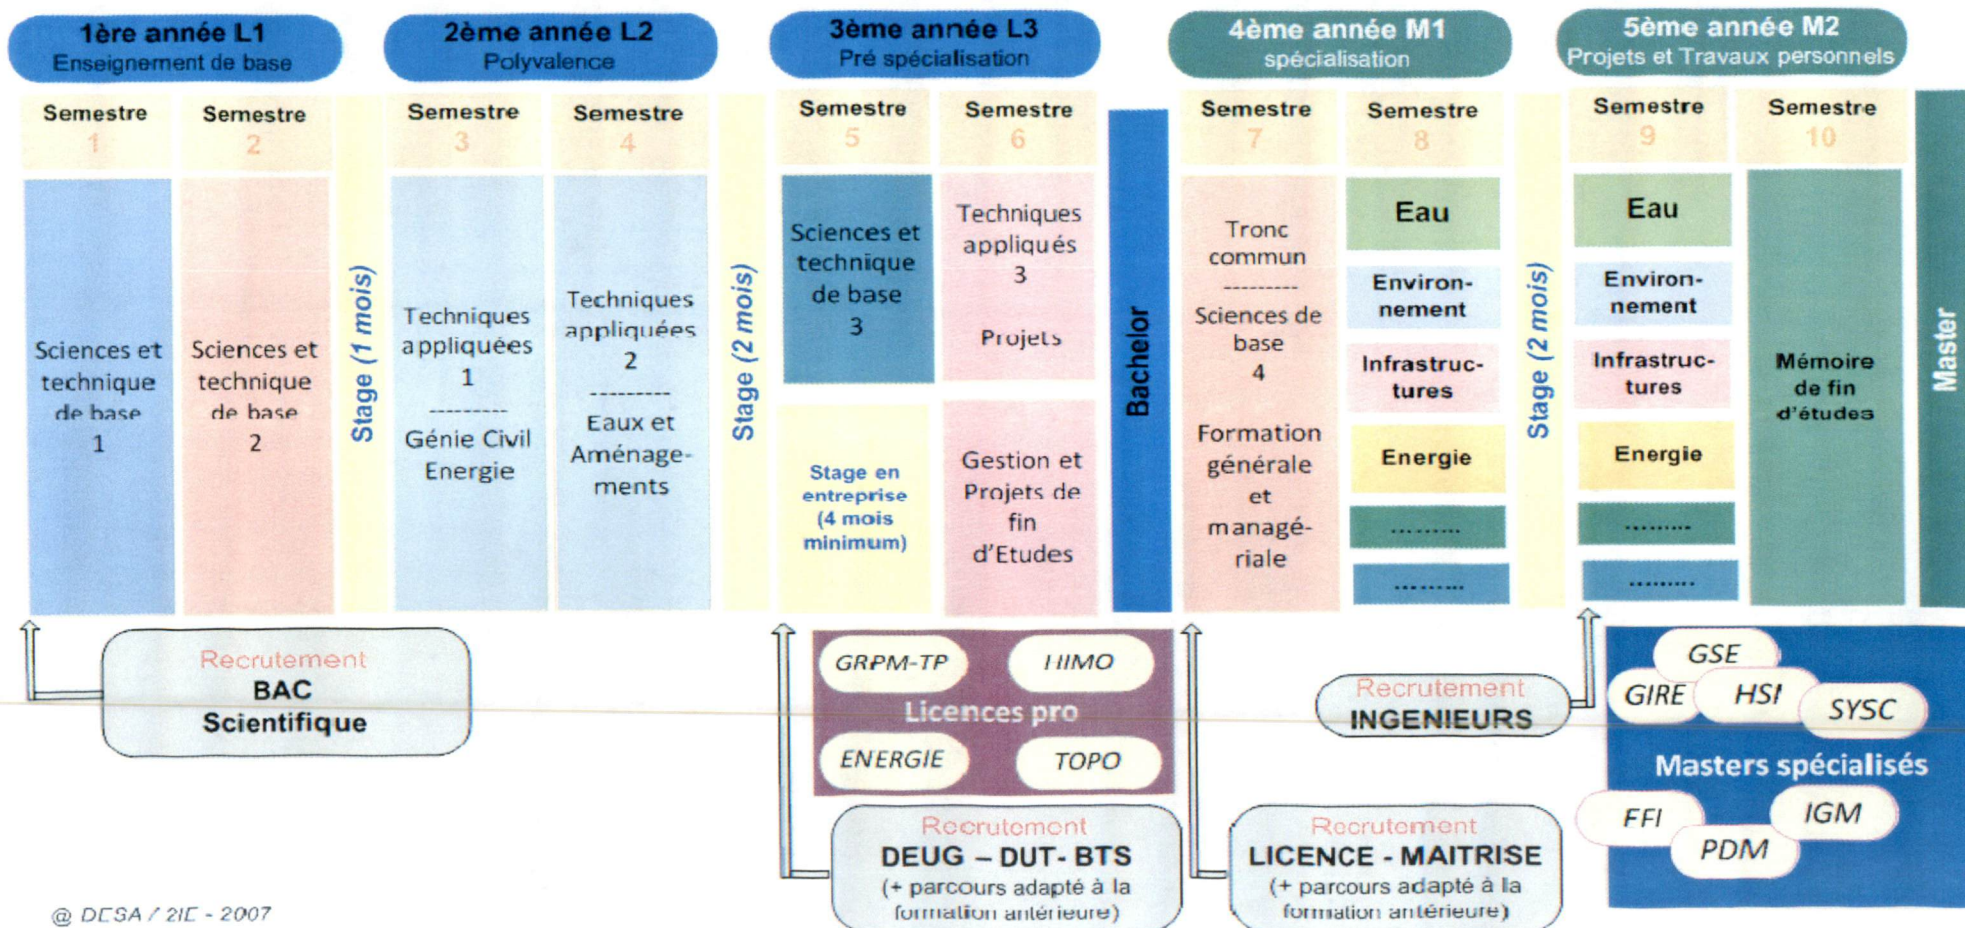 1ère année L1
Enseignement de base
2ème année L2
Polyvalence
3ème année L3
Pré spécialisation
4ème année M1
spécialisation
5ème année M2
Projets et Travaux personnels
Semestre
1
Semestre
2
Stage (1 mois)
Semestre
3
Semestre
4
Stage (2 mois)
Semestre
5
Semestre
6
Bachelor
Semestre
7
Semestre
8
Stage (2 mois)
Semestre
9
Semestre
10
Master
Sciences et
technique
de base
1
Sciences et
technique
de base
2
Techniques
appliquées
1
---------
Génie Civil
Energie
Techniques
appliquées
2
---------
Eaux et
Aménage-
ments
Sciences et
technique
de base
3
Stage en
entreprise
(4 mois
minimum)
Techniques
appliqués
3
Projets
Gestion et
Projets de
fin
d'Etudes
Tronc
commun
---------
Sciences de
base
4
Formation
générale
et
managé-
riale
Eau
Environ-
nement
Infrastruc-
tures
Energie
.........
.........
Eau
Environ-
nement
Infrastruc-
tures
Energie
.........
.........
Mémoire
de fin
d'études
Recrutement
BAC
Scientifique
GRPM-TP
HIMO
Licences pro
ENERGIE
TOPO
Recrutement
DEUG – DUT- BTS
(+ parcours adapté à la
formation antérieure)
Recrutement
LICENCE - MAITRISE
(+ parcours adapté à la
formation antérieure)
Recrutement
INGENIEURS
GSE
GIRE
HSI
SYSC
Masters spécialisés
EFI
PDM
IGM
@ DESA / 2IE - 2007